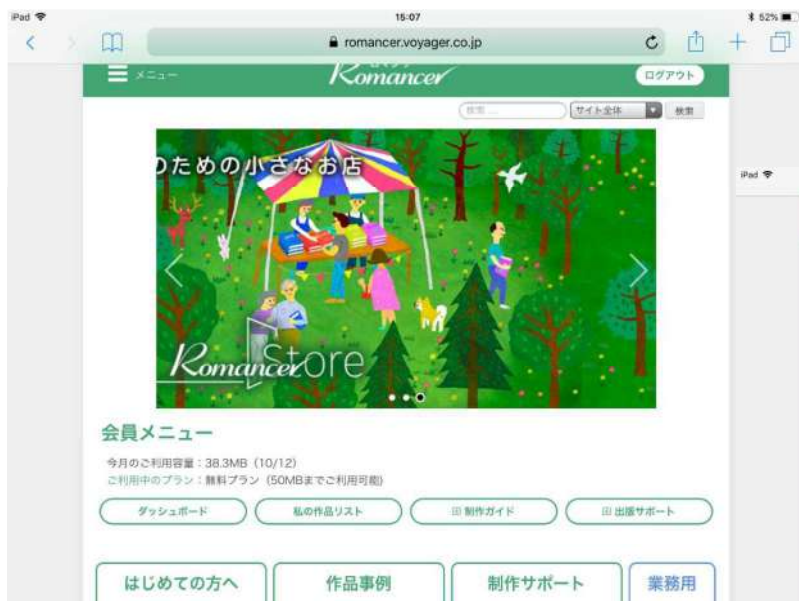 iPad 15:07 52%
romancer.voyager.co.jp
メニュー Romancer ログアウト
検索 ... サイト全体 検索
のための小さなお店
iPad
Romancer Store
会員メニュー
今月のご利用容量：38.3MB（10/12）
ご利用中のプラン：無料プラン（50MBまでご利用可能）
ダッシュボード 私の作品リスト 制作ガイド 出版サポート
はじめての方へ 作品事例 制作サポート 業務用